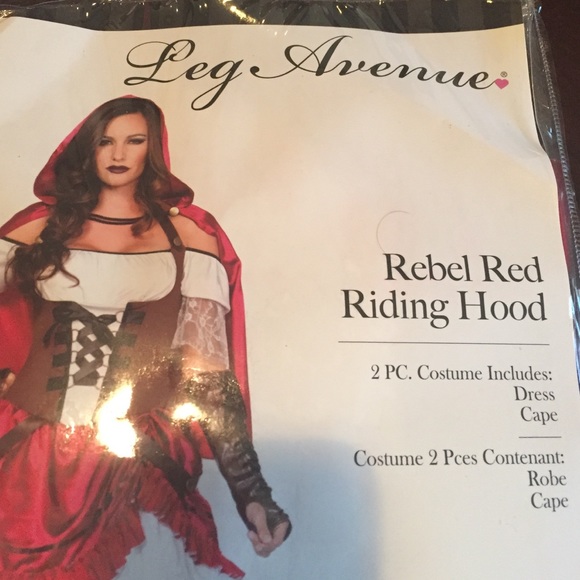 Leg Avenue®
Rebel Red
Riding Hood
2 PC. Costume Includes:
Dress
Cape
Costume 2 Pces Contenant:
Robe
Cape